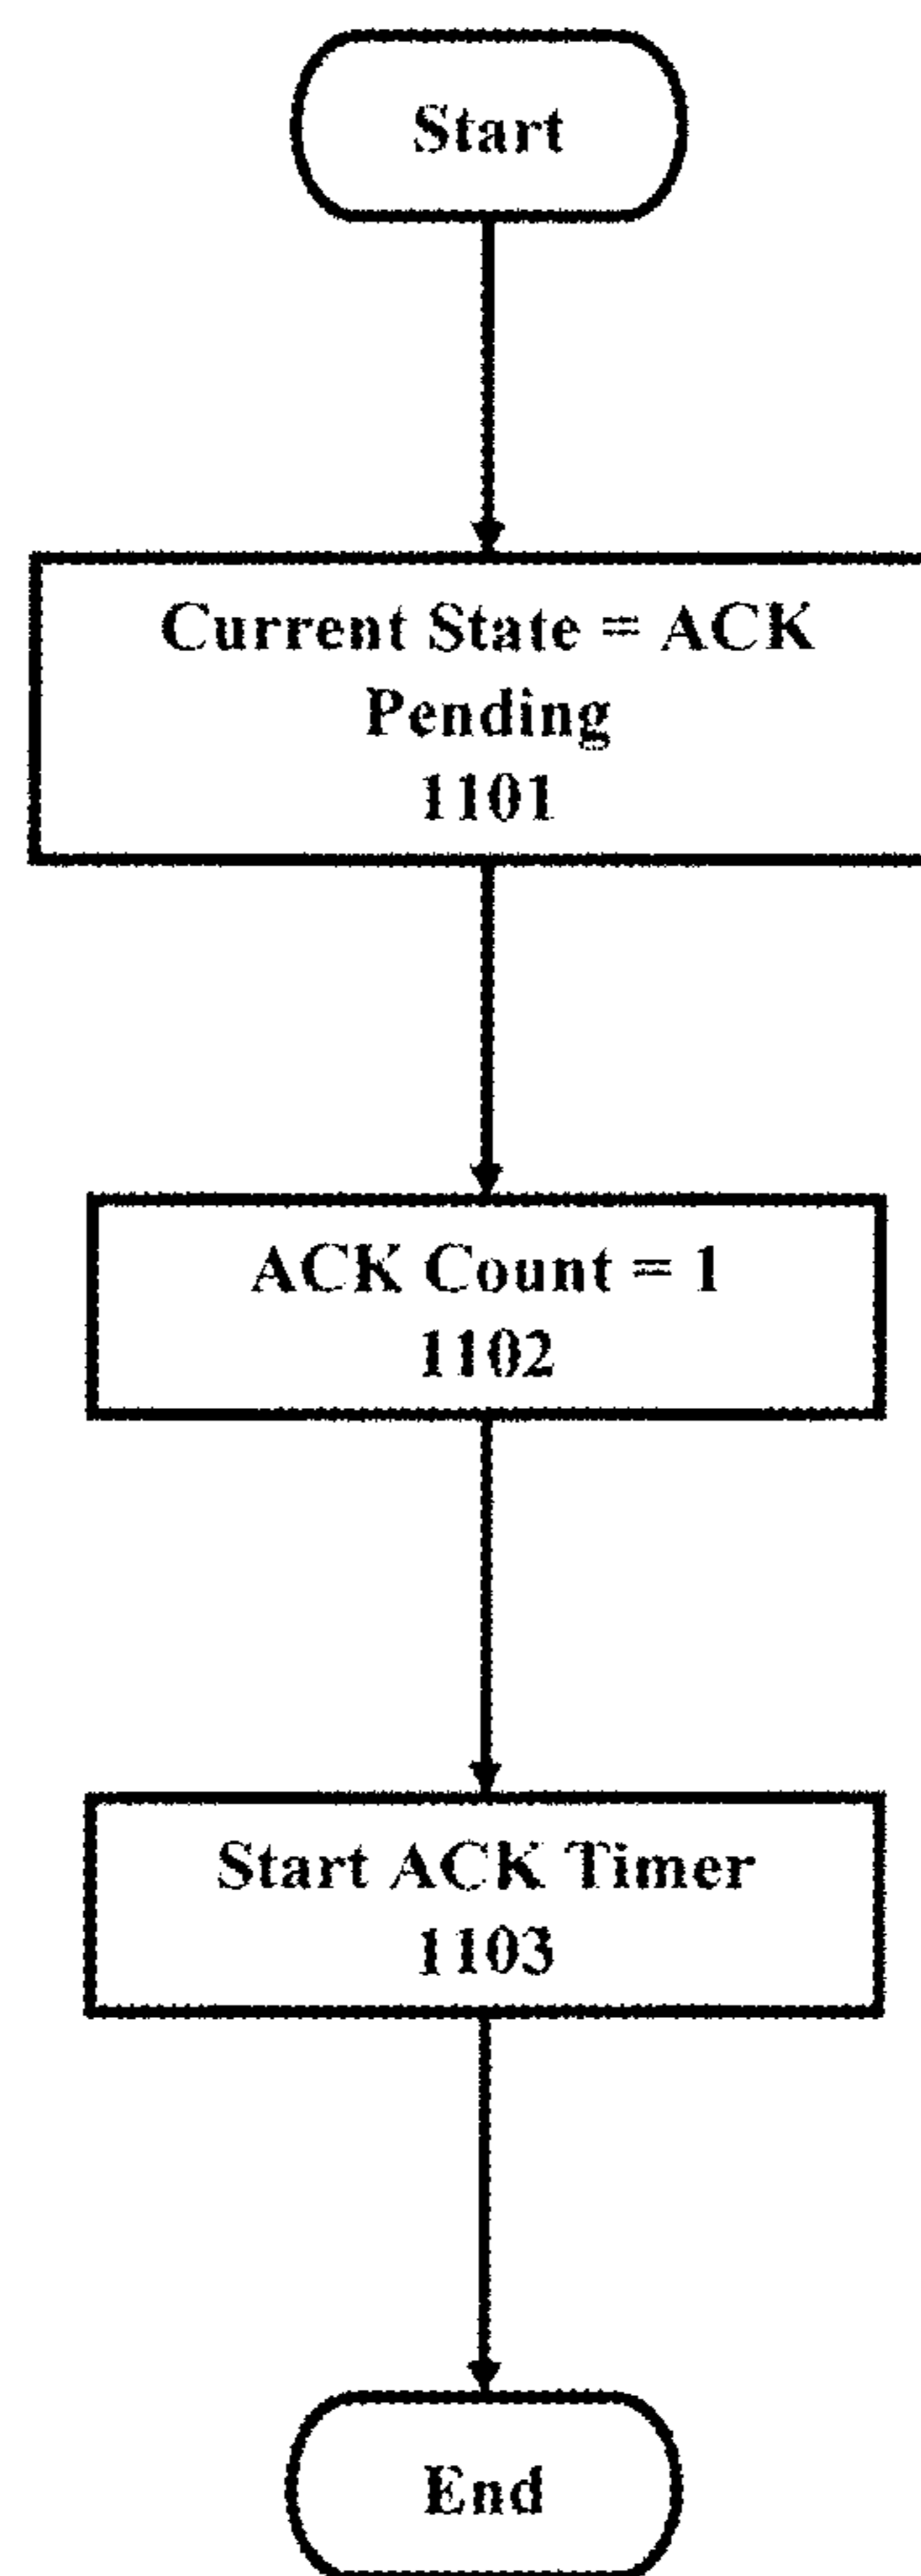 Start
Current State = ACK
Pending
1101
ACK Count = 1
1102
Start ACK Timer
1103
End